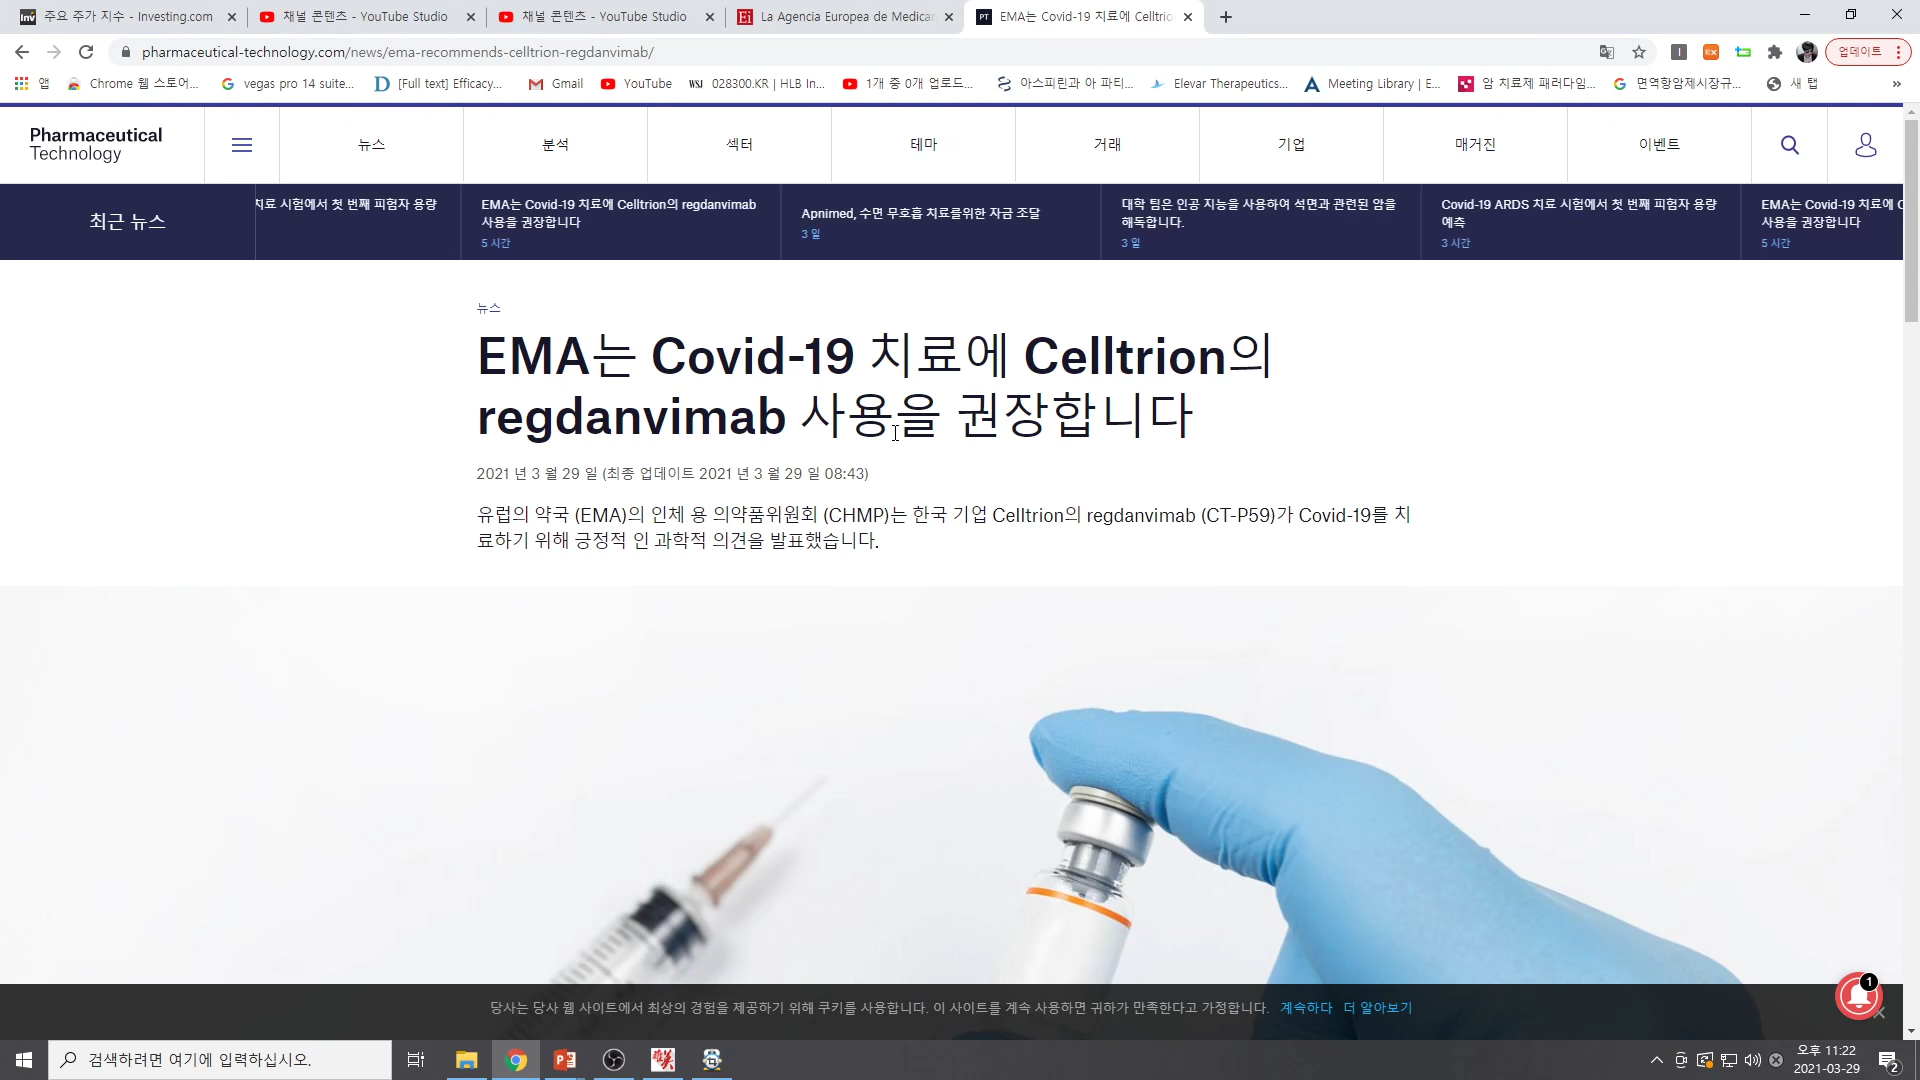 주요 주가 지수 - Investing.com
채널 콘텐츠 - YouTube Studio
채널 콘텐츠 - YouTube Studio
La Agencia Europea de Medicar
EMA는 Covid-19 치료에 Celltrio
pharmaceutical-technology.com/news/ema-recommends-celltrion-regdanvimab/
업데이트
앱
Chrome 웹 스토어...
vegas pro 14 suite...
[Full text] Efficacy...
Gmail
YouTube
WSJ 028300.KR | HLB In...
1개 중 0개 업로드...
아스피린과 아 파티...
Elevar Therapeutics...
Meeting Library | E...
암 치료제 패러다임...
면역항암제시장규...
새 탭
»
Pharmaceutical
Technology
뉴스
분석
섹터
테마
거래
기업
매거진
이벤트
최근 뉴스
치료 시험에서 첫 번째 피험자 용량
EMA는 Covid-19 치료에 Celltrion의 regdanvimab
사용을 권장합니다
5 시간
Apnimed, 수면 무호흡 치료를위한 자금 조달
3 일
대학 팀은 인공 지능을 사용하여 석면과 관련된 암을
해독합니다.
3 일
Covid-19 ARDS 치료 시험에서 첫 번째 피험자 용량
예측
3 시간
EMA는 Covid-19 치료에 C
사용을 권장합니다
5 시간
뉴스
EMA는 Covid-19 치료에 Celltrion의
regdanvimab 사용을 권장합니다
2021 년 3 월 29 일 (최종 업데이트 2021 년 3 월 29 일 08:43)
유럽의 약국 (EMA)의 인체 용 의약품위원회 (CHMP)는 한국 기업 Celltrion의 regdanvimab (CT-P59)가 Covid-19를 치
료하기 위해 긍정적 인 과학적 의견을 발표했습니다.
당사는 당사 웹 사이트에서 최상의 경험을 제공하기 위해 쿠키를 사용합니다. 이 사이트를 계속 사용하면 귀하가 만족한다고 가정합니다. 계속하다 더 알아보기
1
검색하려면 여기에 입력하십시오.
오후 11:22
2021-03-29
2